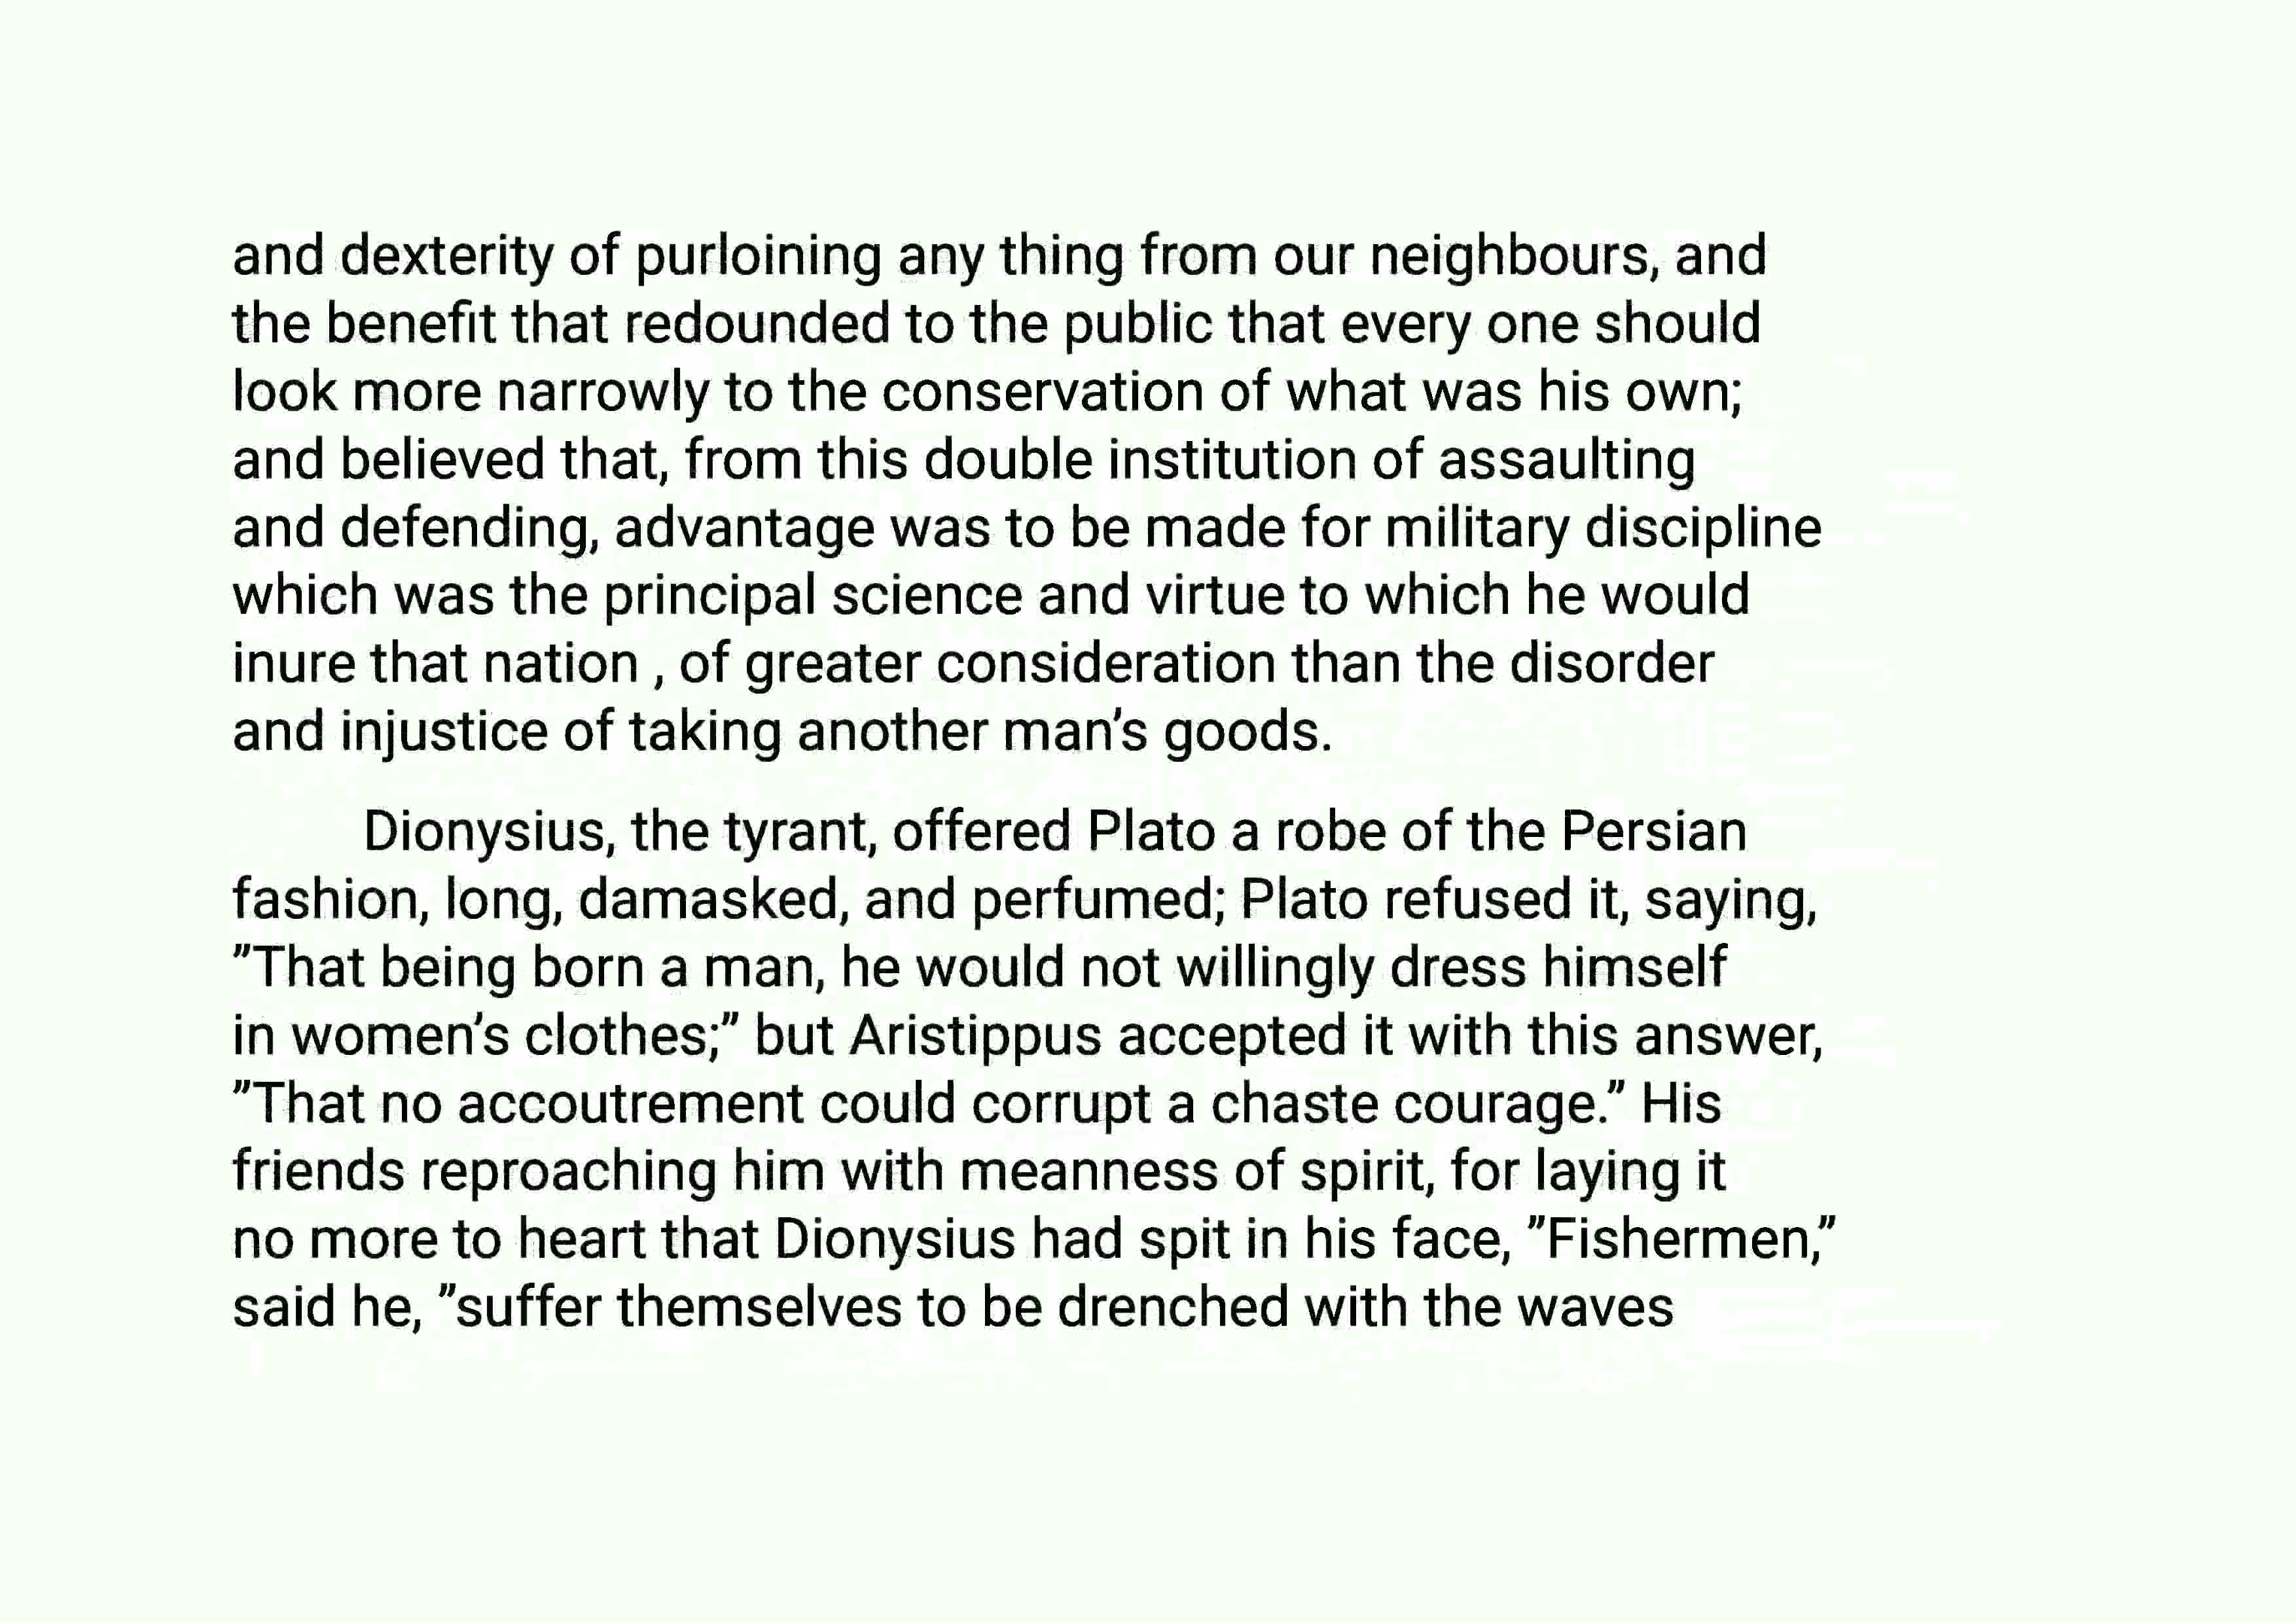 and dexterity of purloining any thing from our neighbours, and
the benefit that redounded to the public that every one should
look more narrowly to the conservation of what was his own;
and believed that, from this double institution of assaulting
and defending, advantage was to be made for military discipline
which was the principal science and virtue to which he would
inure that nation , of greater consideration than the disorder
and injustice of taking another man’s goods.
Dionysius, the tyrant, offered Plato a robe of the Persian
fashion, long, damasked, and perfumed; Plato refused it, saying,
”That being born a man, he would not willingly dress himself
in women’s clothes;” but Aristippus accepted it with this answer,
”That no accoutrement could corrupt a chaste courage.” His
friends reproaching him with meanness of spirit, for laying it
no more to heart that Dionysius had spit in his face, ”Fishermen,”
said he, ”suffer themselves to be drenched with the waves